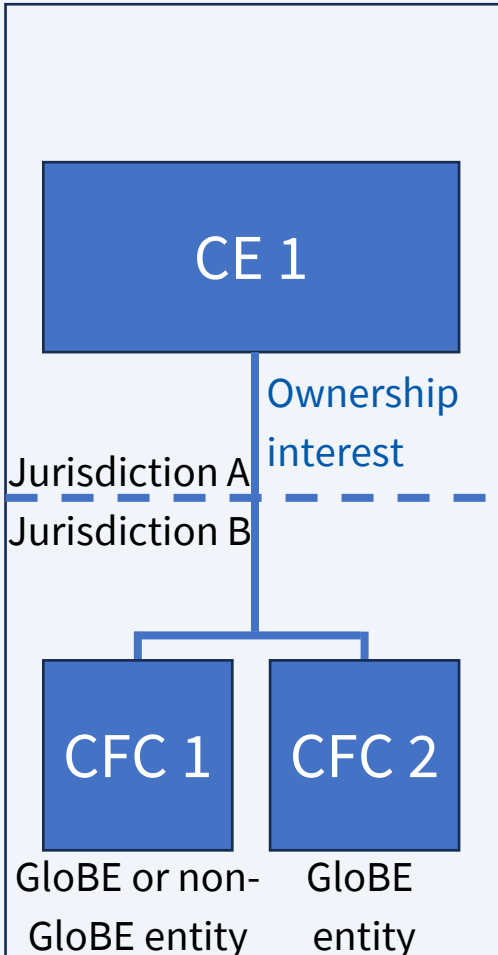 CE 1
Ownership
interest
Jurisdiction A
Jurisdiction B
CFC 1
CFC 2
GloBE or non-
GloBE entity
GloBE
entity